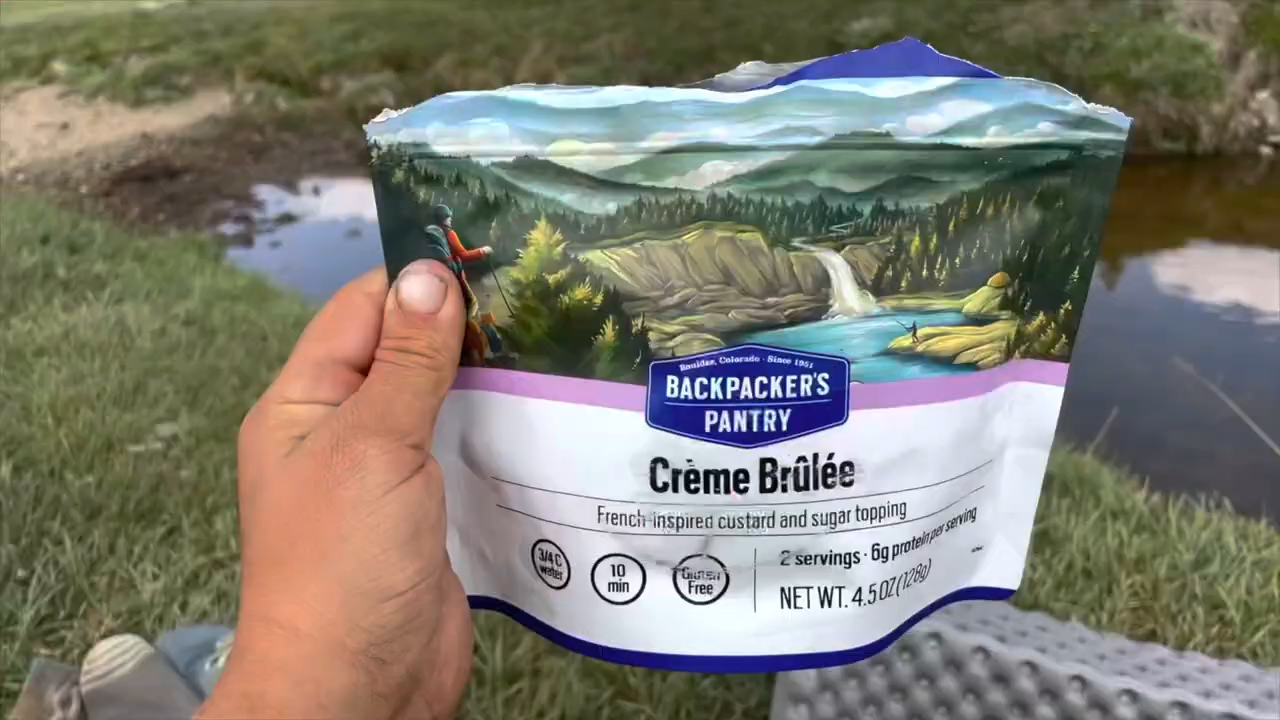 Boulder, Colorado · Since 1951
BACKPACKER'S
PANTRY
Crème Brûlée
French-inspired custard and sugar topping
3/4 C
water
10
min
Gluten
Free
2 servings · 6g protein per serving
NET WT. 4.5 OZ (128g)